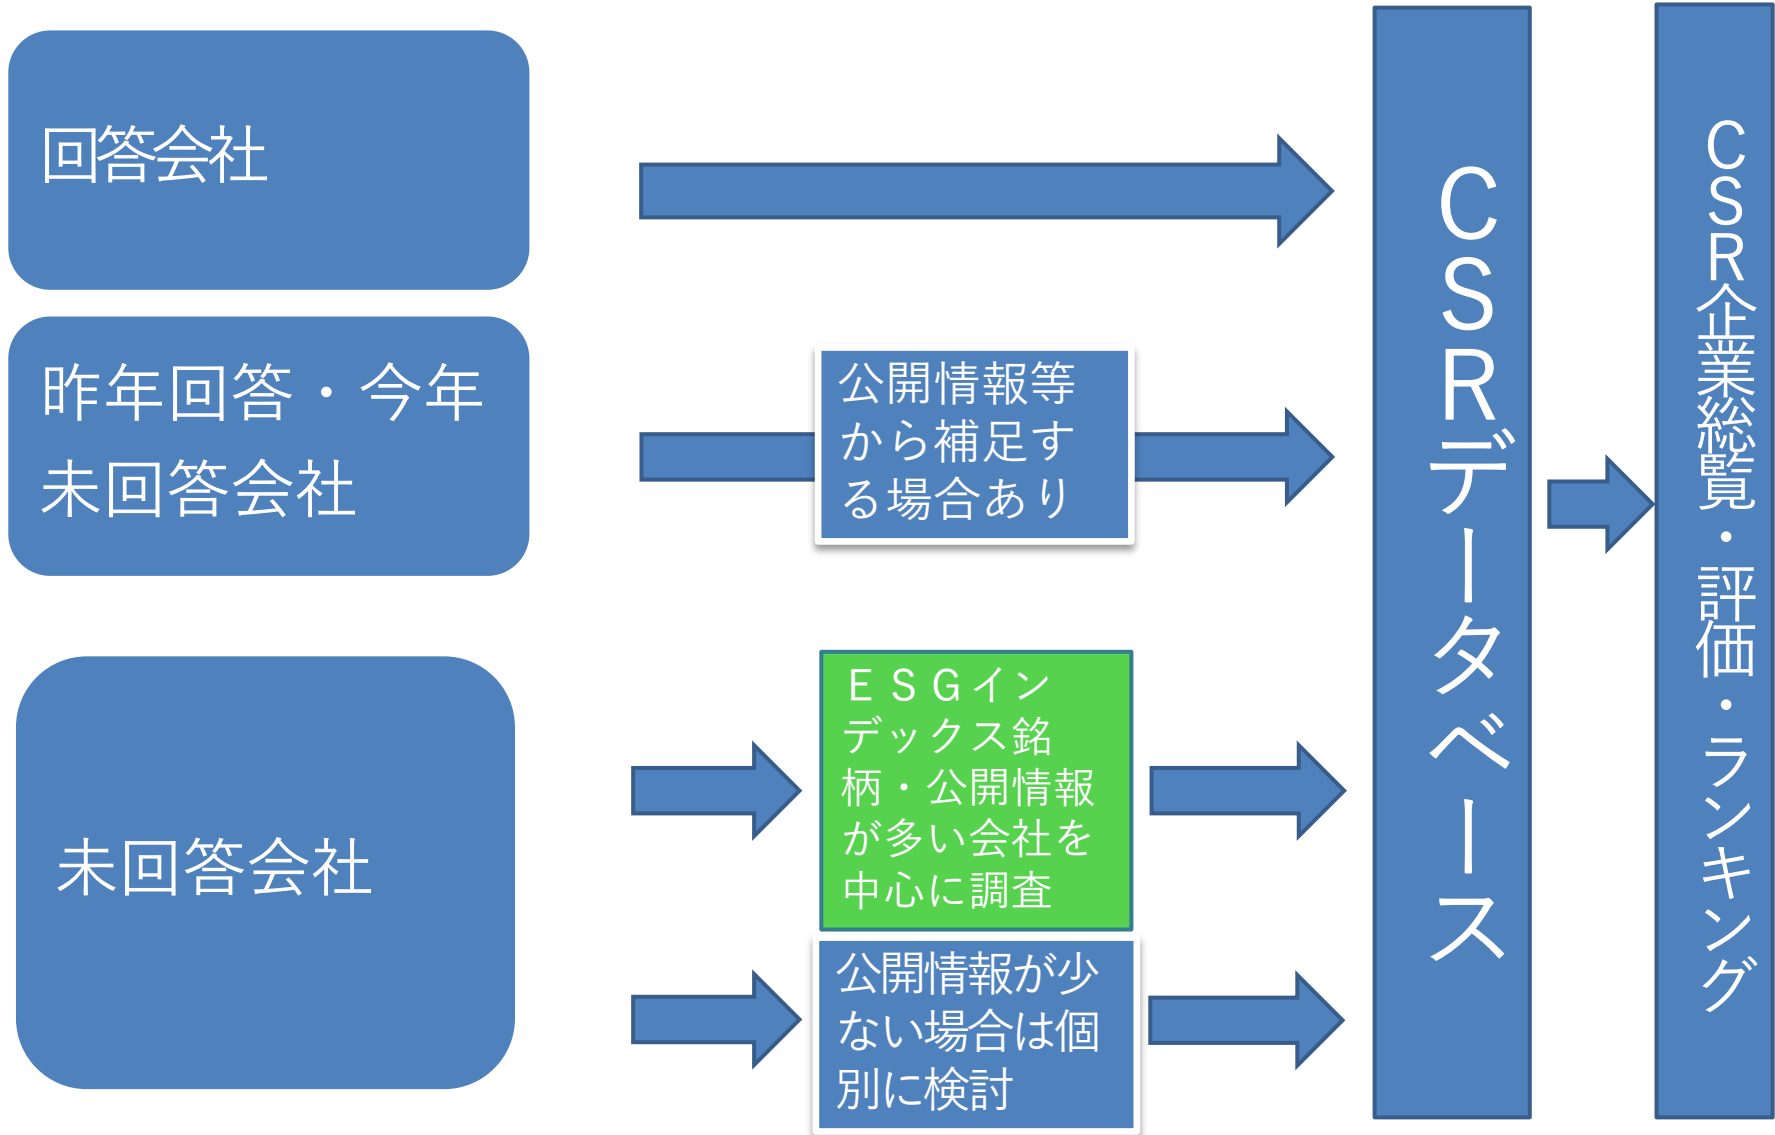 回答会社
昨年回答・今年
未回答会社
公開情報等
から補足す
る場合あり
未回答会社
ＥＳＧイン
デックス銘
柄・公開情報
が多い会社を
中心に調査
公開情報が少
ない場合は個
別に検討
ＣＳＲデータベース
ＣＳＲ企業総覧・評価・ランキング